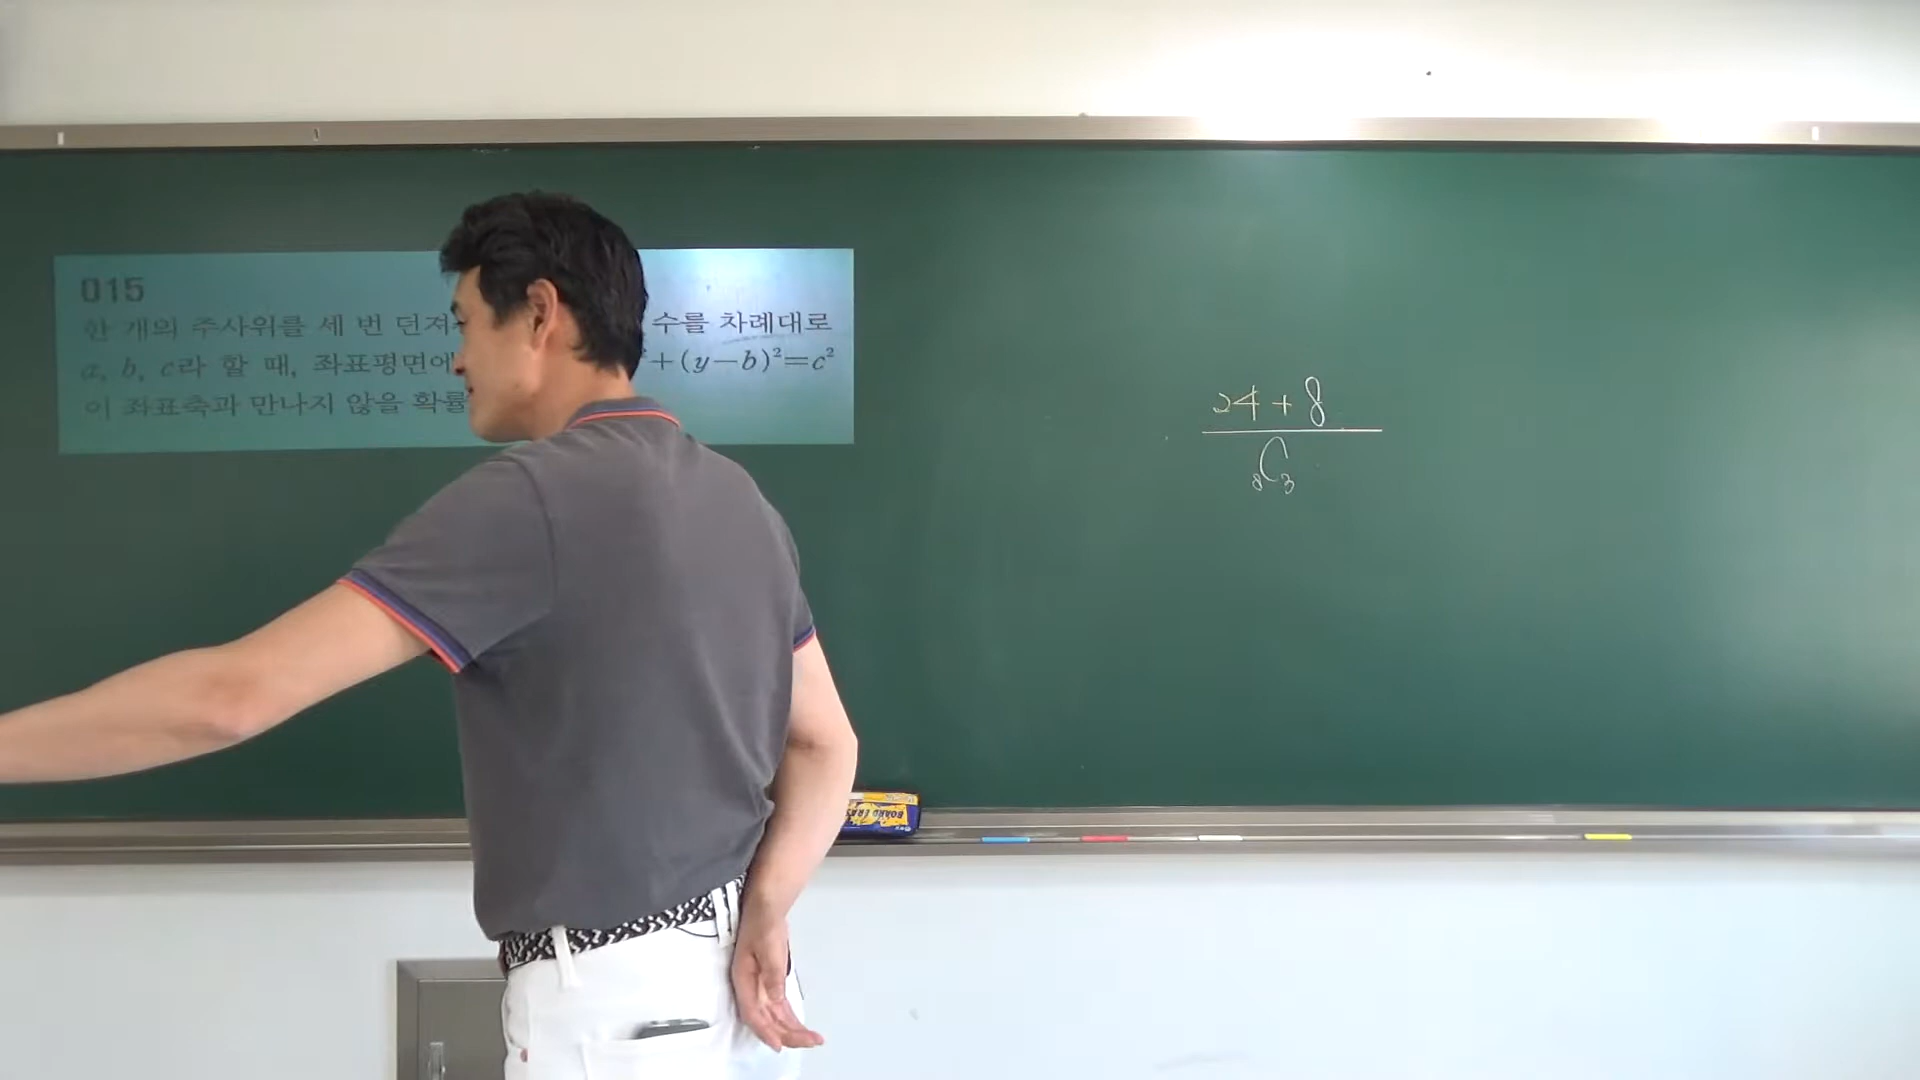 015
한 개의 주사위를 세 번 던져 수를 차례대로
a, b, c라 할 때, 좌표평면에 +(y-b)²=c²
이 좌표축과 만나지 않을 확률
24 + 8
₈C₃
BOARD ERAS